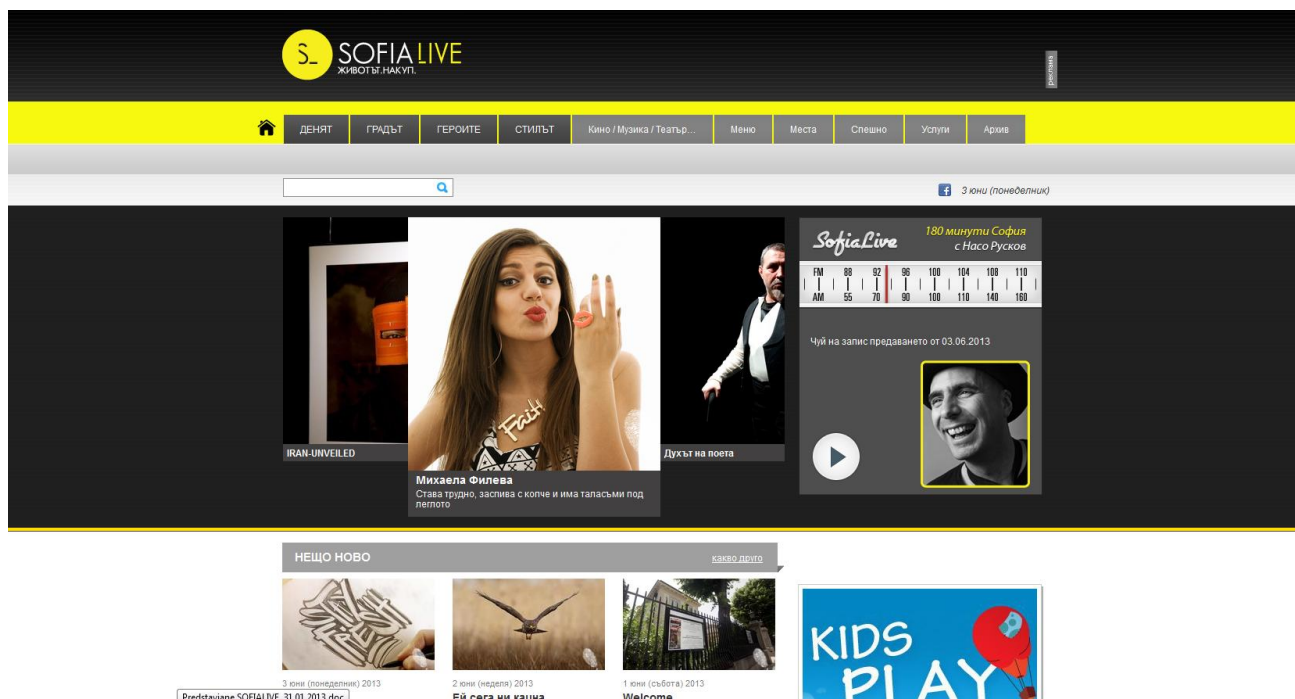 S_ SOFIA LIVE
ЖИВОТЪТ.НАКУП.
реклама
ДЕНЯТ ГРАДЪТ ГЕРОИТЕ СТИЛЪТ Кино / Музика / Театър... Меню Места Спешно Услуги Архив
f 3 юни (понеделник)
SofiaLive
180 минути София
с Насо Русков
FM 88 92 96 100 104 108 110
AM 55 70 90 100 110 140 160
Чуй на запис предаването от 03.06.2013
Faith
IRAN-UNVEILED
Духът на поета
Михаела Филева
Става трудно, заспива с копче и има таласъми под
леглото
НЕЩО НОВО какво друго
KIDS
PLAY
3 юни (понеделник) 2013
2 юни (неделя) 2013
1 юни (събота) 2013
Ей сега ни кацна
Welcome
Predstaviane SOFIALIVE_31.01.2013.doc